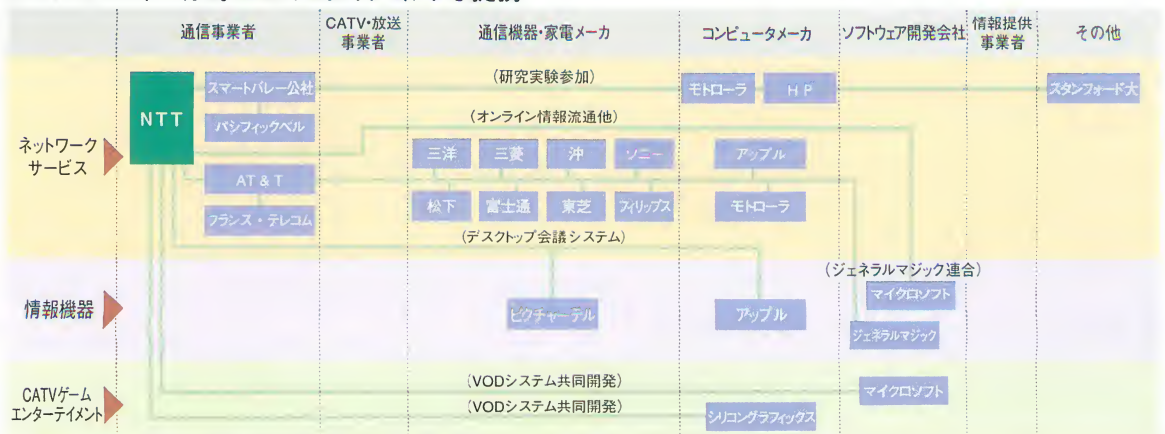 通信事業者
CATV・放送
事業者
通信機器・家電メーカ
コンピュータメーカ
ソフトウェア開発会社
情報提供
事業者
その他
ネットワーク
サービス
NTT
スマートバレー公社
パシフィックベル
(研究実験参加)
モトローラ
HP
スタンフォード大
(オンライン情報流通他)
三洋
三菱
沖
ソニー
アップル
AT&T
松下
富士通
東芝
フィリップス
モトローラ
フランス・テレコム
(デスクトップ会議システム)
(ジェネラルマジック連合)
情報機器
ピクチャーテル
アップル
マイクロソフト
ジェネラルマジック
CATVゲーム
エンターテイメント
(VODシステム共同開発)
マイクロソフト
(VODシステム共同開発)
シリコングラフィックス